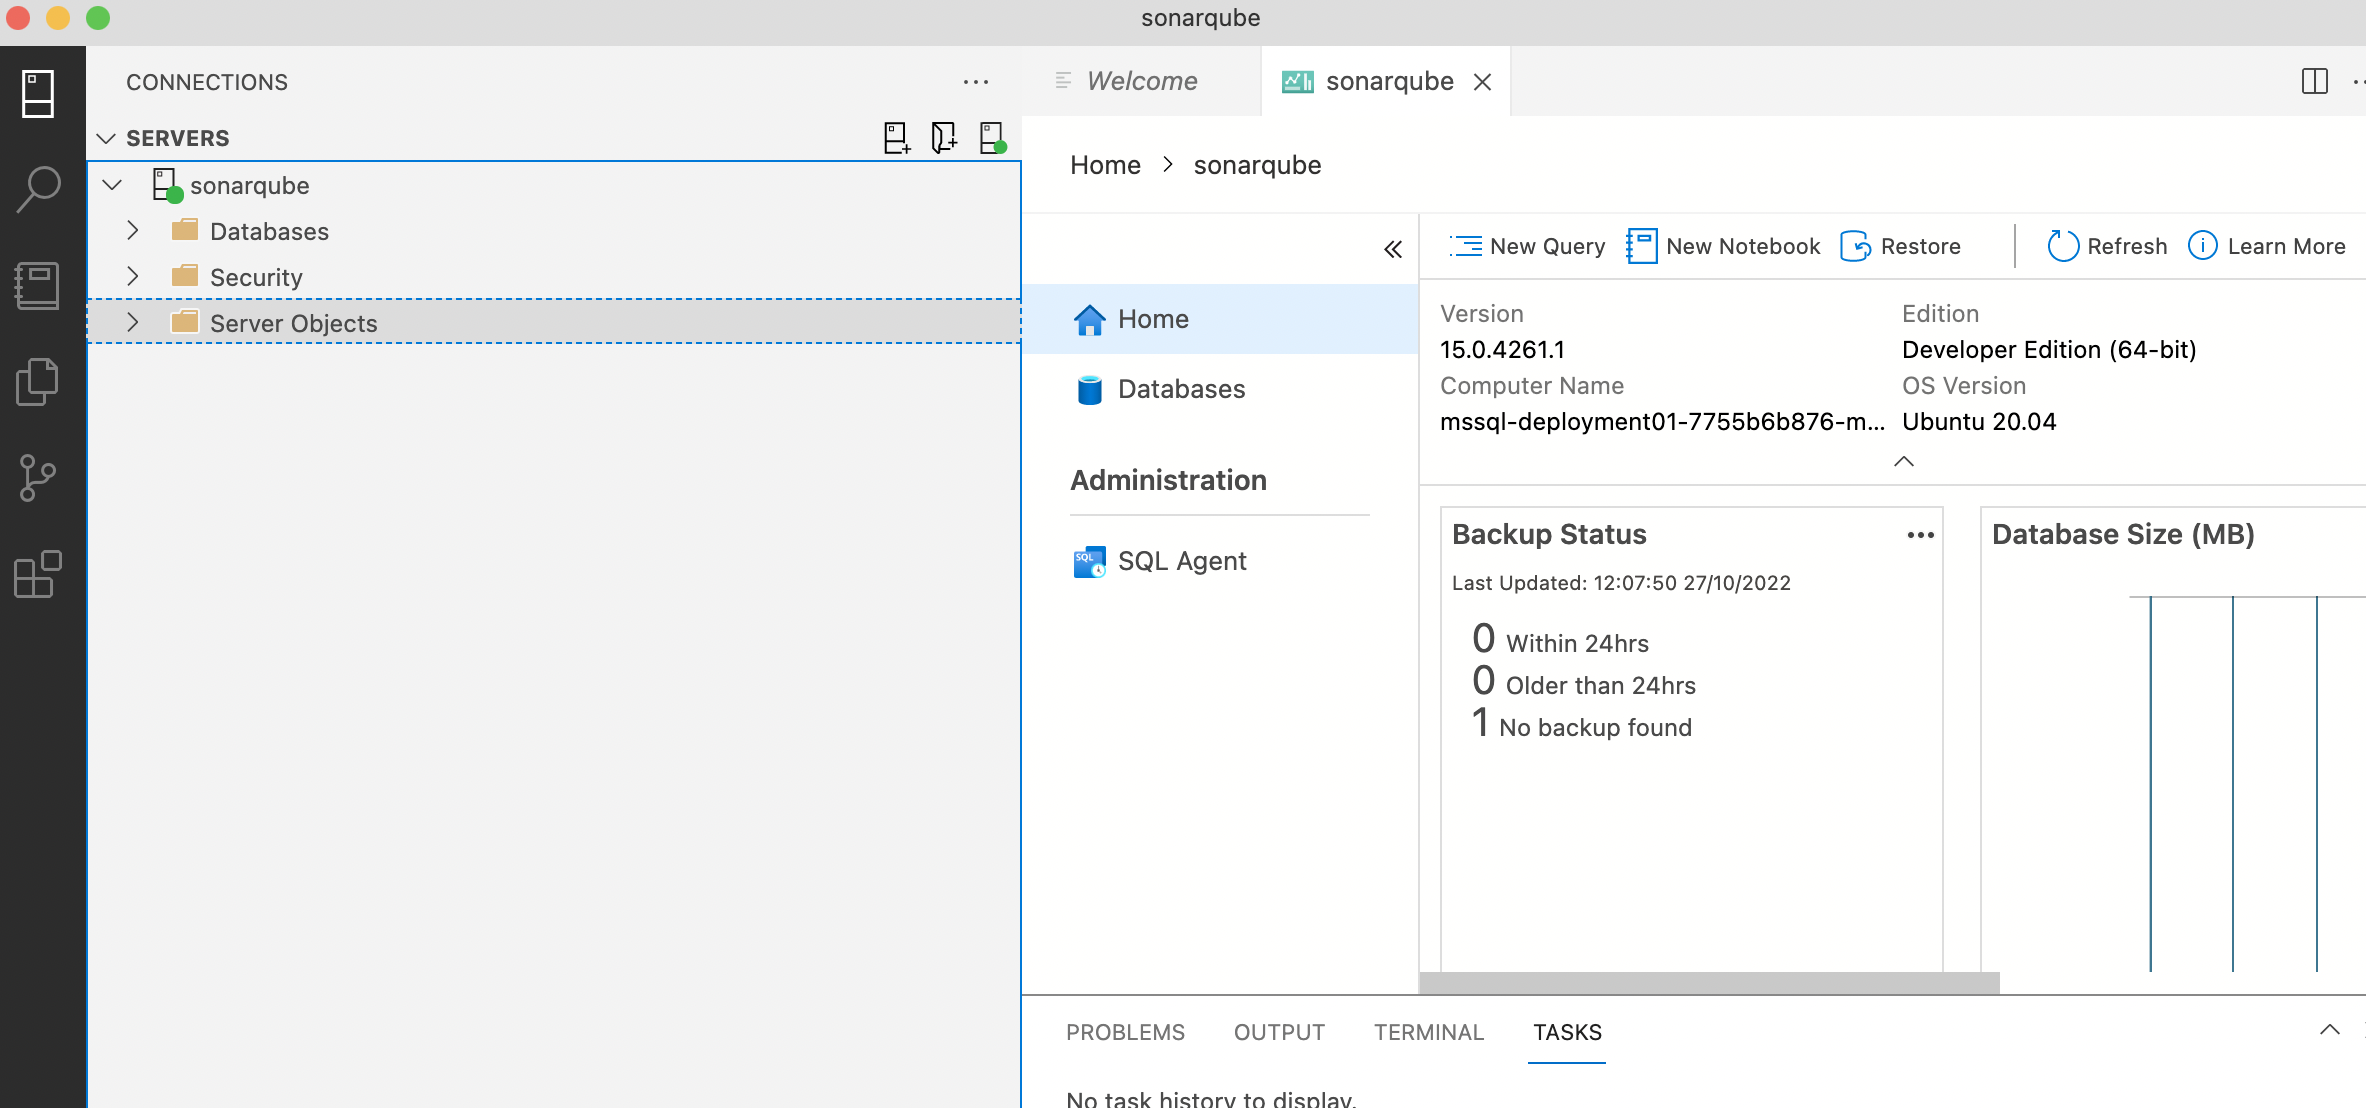 sonarqube
CONNECTIONS
SERVERS
sonarqube
Databases
Security
Server Objects
Welcome
sonarqube
Home > sonarqube
New Query
New Notebook
Restore
Refresh
Learn More
Home
Databases
Administration
SQL Agent
Version
15.0.4261.1
Computer Name
mssql-deployment01-7755b6b876-m...
Edition
Developer Edition (64-bit)
OS Version
Ubuntu 20.04
Backup Status
Last Updated: 12:07:50 27/10/2022
0 Within 24hrs
0 Older than 24hrs
1 No backup found
Database Size (MB)
PROBLEMS
OUTPUT
TERMINAL
TASKS
No task history to display.